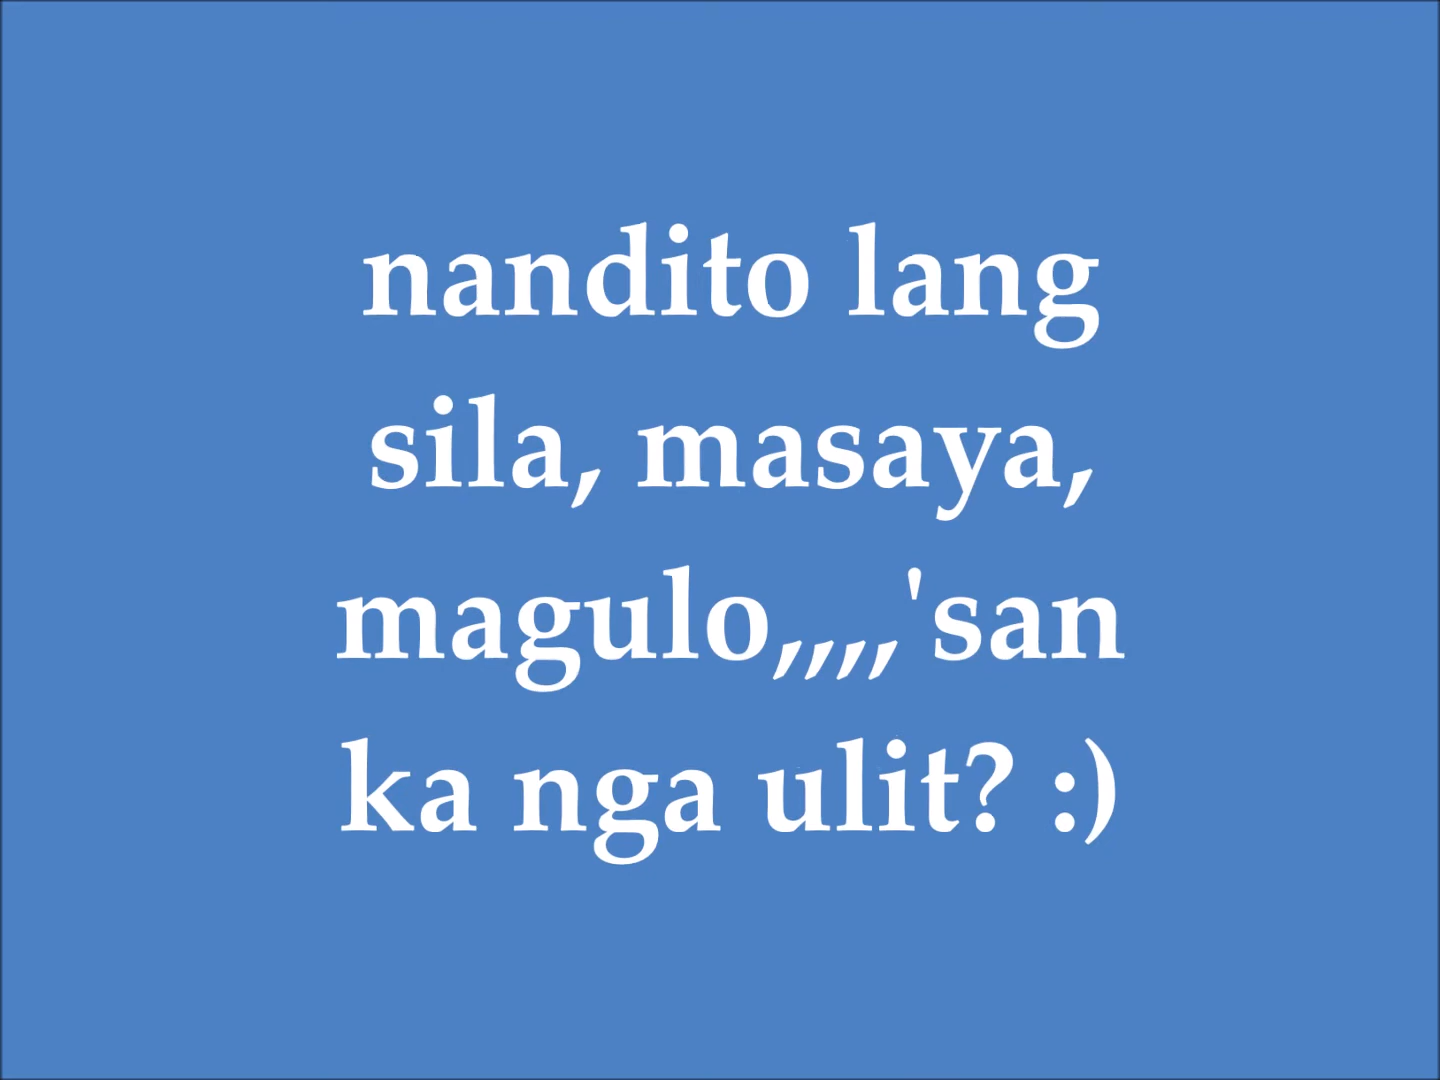 nandito lang
sila, masaya,
magulo,,,,'san
ka nga ulit? :)